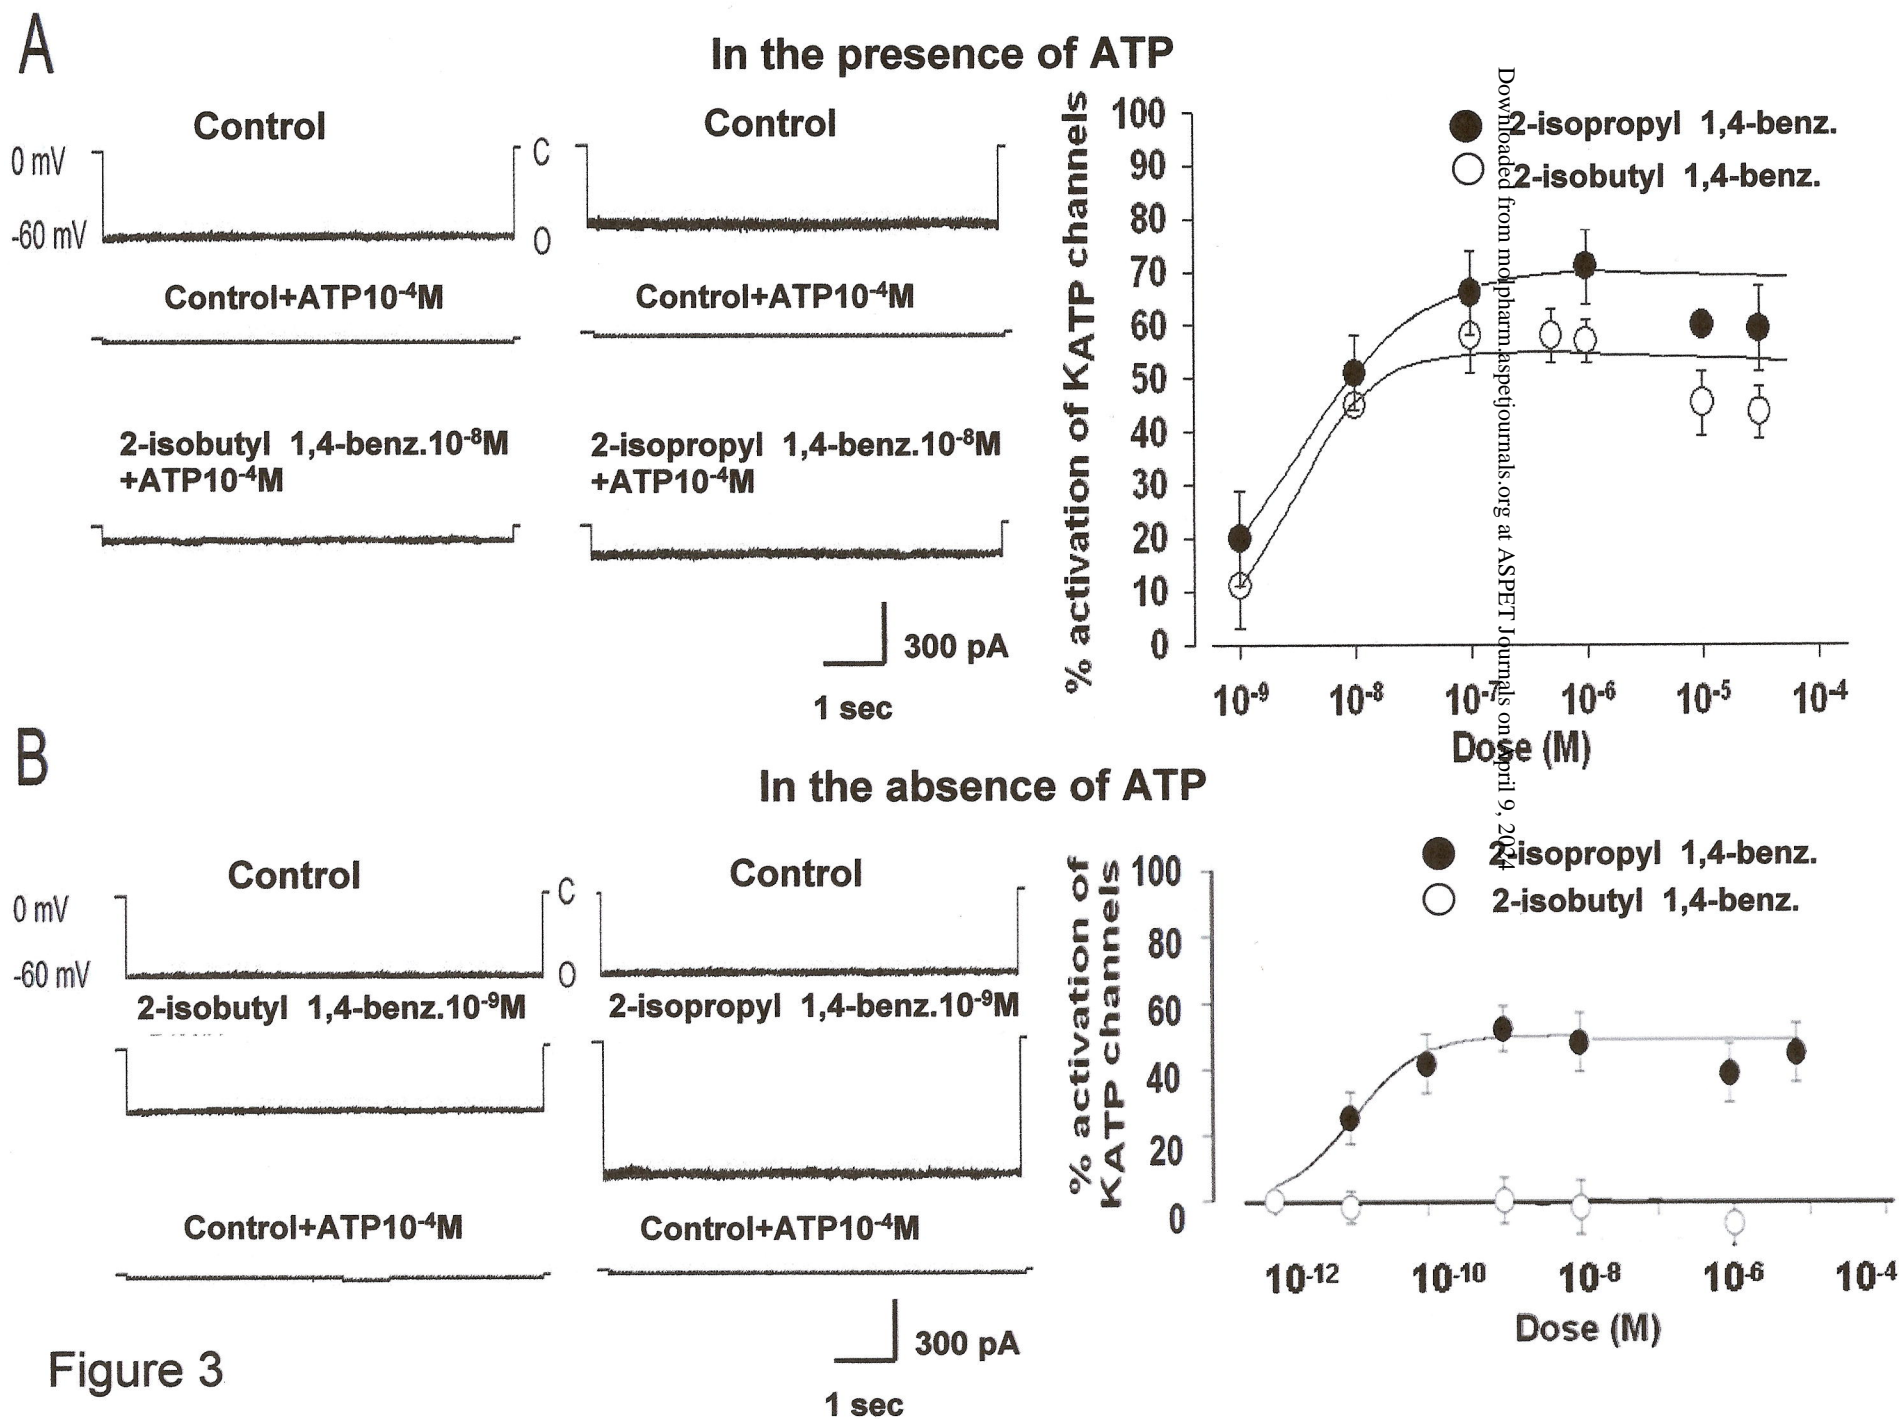 A
In the presence of ATP
Control
Control
0 mV
-60 mV
C
O
Control+ATP10⁻⁴M
Control+ATP10⁻⁴M
2-isobutyl 1,4-benz.10⁻⁸M
+ATP10⁻⁴M
2-isopropyl 1,4-benz.10⁻⁸M
+ATP10⁻⁴M
300 pA
1 sec
% activation of KATP channels
100
90
80
70
60
50
40
30
20
10
0
2-isopropyl 1,4-benz.
2-isobutyl 1,4-benz.
10⁻⁹ 10⁻⁸ 10⁻⁷ 10⁻⁶ 10⁻⁵ 10⁻⁴
Dose (M)
Downloaded from molpharm.aspetjournals.org at ASPET Journals on April 9, 2024
B
In the absence of ATP
Control
Control
0 mV
-60 mV
C
O
2-isobutyl 1,4-benz.10⁻⁹M
2-isopropyl 1,4-benz.10⁻⁹M
Control+ATP10⁻⁴M
Control+ATP10⁻⁴M
300 pA
1 sec
% activation of
KATP channels
100
80
60
40
20
0
2-isopropyl 1,4-benz.
2-isobutyl 1,4-benz.
10⁻¹² 10⁻¹⁰ 10⁻⁸ 10⁻⁶ 10⁻⁴
Dose (M)
Figure 3